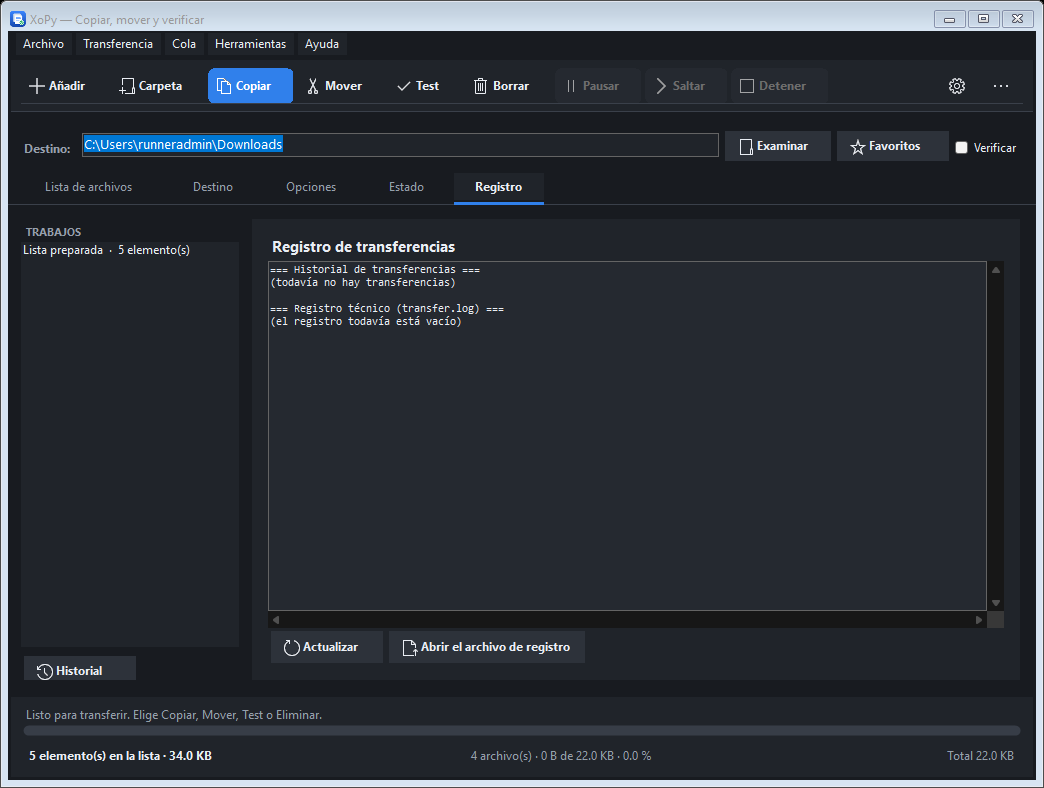 XoPy — Copiar, mover y verificar
Archivo Transferencia Cola Herramientas Ayuda
Añadir Carpeta Copiar Mover Test Borrar Pausar Saltar Detener ...
Destino: C:\Users\runneradmin\Downloads Examinar Favoritos Verificar
Lista de archivos Destino Opciones Estado Registro
TRABAJOS
Lista preparada · 5 elemento(s)
Historial
Registro de transferencias
=== Historial de transferencias ===
(todavía no hay transferencias)
=== Registro técnico (transfer.log) ===
(el registro todavía está vacío)
Actualizar Abrir el archivo de registro
Listo para transferir. Elige Copiar, Mover, Test o Eliminar.
5 elemento(s) en la lista · 34.0 KB 4 archivo(s) · 0 B de 22.0 KB · 0.0 % Total 22.0 KB